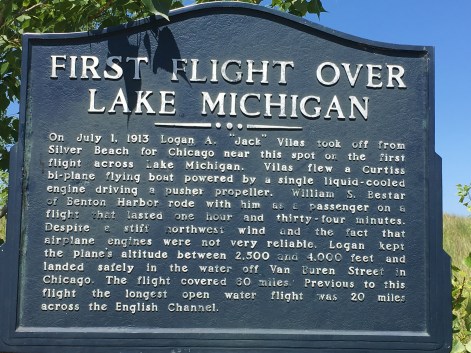 FIRST FLIGHT OVER
LAKE MICHIGAN
On July 1, 1913 Logan A. "Jack" Vilas took off from
Silver Beach for Chicago near this spot on the first
flight across Lake Michigan. Vilas flew a Curtiss
bi-plane flying boat powered by a single liquid-cooled
engine driving a pusher propeller. William S. Bestar
of Benton Harbor rode with him as a passenger on a
flight that lasted one hour and thirty-four minutes.
Despite a stiff northwest wind and the fact that
airplane engines were not very reliable. Logan kept
the plane's altitude between 2,500 and 4,000 feet and
landed safely in the water off Van Buren Street in
Chicago. The flight covered 60 miles. Previous to this
flight the longest open water flight was 20 miles
across the English Channel.